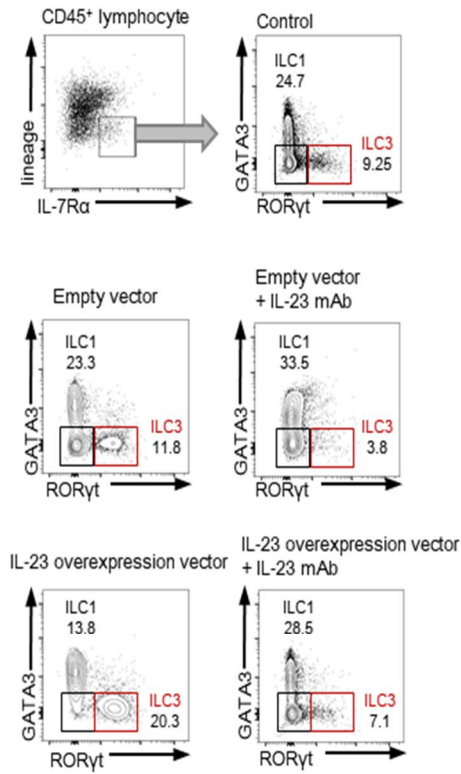 CD45⁺ lymphocyte
lineage
IL-7Rα
Control
ILC1
24.7
GATA3
ILC3
9.25
RORγt
Empty vector
ILC1
23.3
GATA3
ILC3
11.8
RORγt
Empty vector
+ IL-23 mAb
ILC1
33.5
GATA3
ILC3
3.8
RORγt
IL-23 overexpression vector
ILC1
13.8
GATA3
ILC3
20.3
RORγt
IL-23 overexpression vector
+ IL-23 mAb
ILC1
28.5
GATA3
ILC3
7.1
RORγt